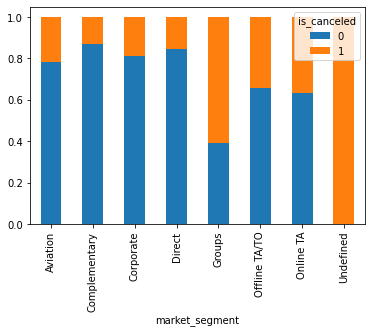 is_canceled
0
1
1.0
0.8
0.6
0.4
0.2
0.0
Aviation
Complementary
Corporate
Direct
Groups
Offline TA/TO
Online TA
Undefined
market_segment